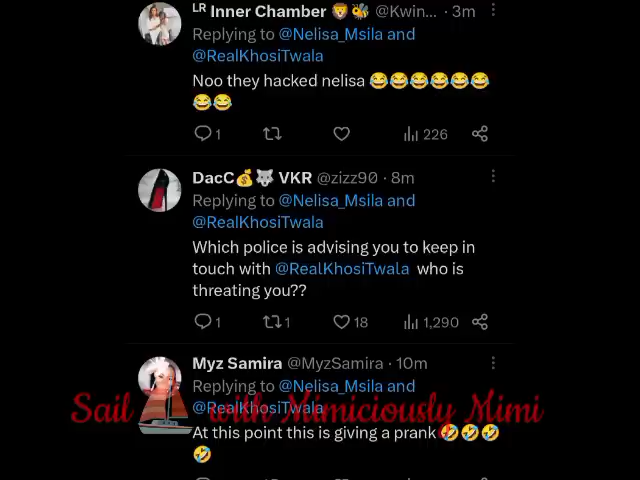 LR Inner Chamber 🦁🐝 @Kwin... · 3m
Replying to @Nelisa_Msila and
@RealKhosiTwala
Noo they hacked nelisa 😂😂😂😂😂😂
😂😂
1 226
DacC💰🐺 VKR @zizz90 · 8m
Replying to @Nelisa_Msila and
@RealKhosiTwala
Which police is advising you to keep in
touch with @RealKhosiTwala who is
threating you??
1 1 18 1,290
Myz Samira @MyzSamira · 10m
Replying to @Nelisa_Msila and
@RealKhosiTwala
Sail with Mimiciously Mimi
At this point this is giving a prank 🤣🤣🤣
🤣